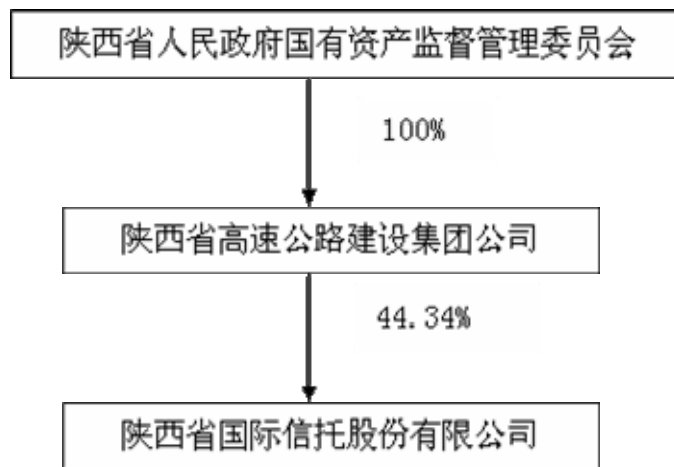 陕西省人民政府国有资产监督管理委员会
100%
陕西省高速公路建设集团公司
44.34%
陕西省国际信托股份有限公司